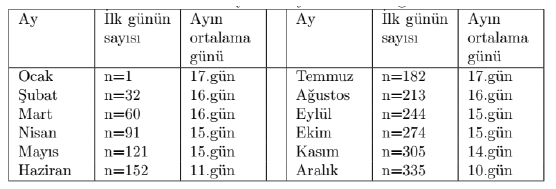 Ay İlk günün Ayın Ay İlk günün Ayın
sayısı ortalama sayısı ortalama
günü günü
Ocak n=1 17.gün Temmuz n=182 17.gün
Şubat n=32 16.gün Ağustos n=213 16.gün
Mart n=60 16.gün Eylül n=244 15.gün
Nisan n=91 15.gün Ekim n=274 15.gün
Mayıs n=121 15.gün Kasım n=305 14.gün
Haziran n=152 11.gün Aralık n=335 10.gün